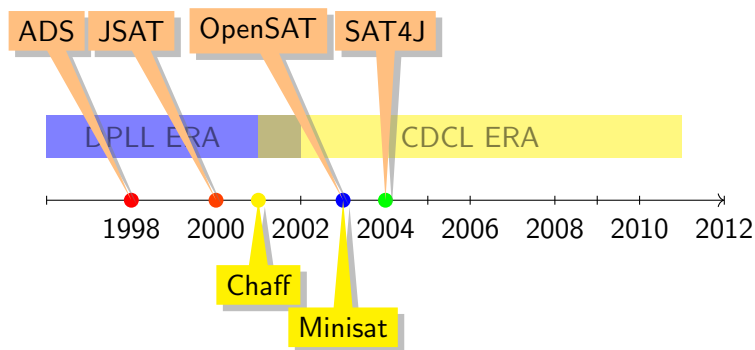 ADS JSAT OpenSAT SAT4J
DPLL ERA CDCL ERA
1998 2000 2002 2004 2006 2008 2010 2012
Chaff
Minisat